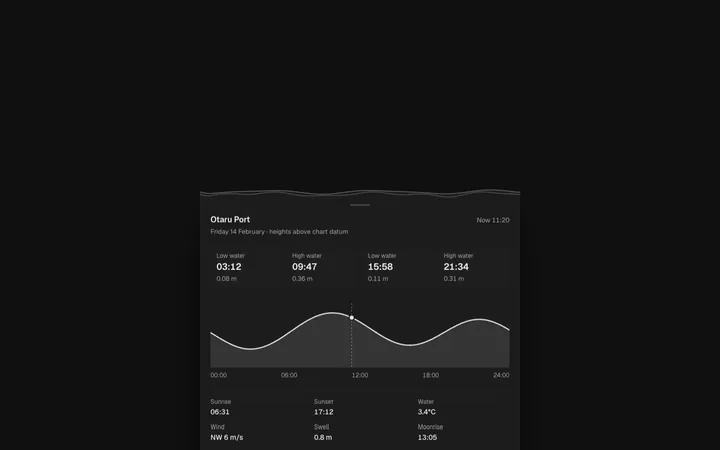 Otaru Port
Now 11:20
Friday 14 February · heights above chart datum
Low water High water Low water High water
03:12 09:47 15:58 21:34
0.08 m 0.36 m 0.11 m 0.31 m
00:00 06:00 12:00 18:00 24:00
Sunrise Sunset Water
06:31 17:12 3.4°C
Wind Swell Moonrise
NW 6 m/s 0.8 m 13:05